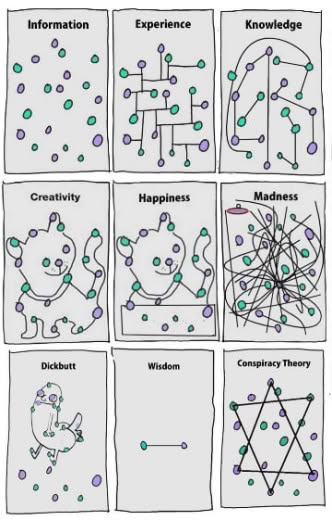 Information
Experience
Knowledge
Creativity
Happiness
Madness
Dickbutt
Wisdom
Conspiracy Theory